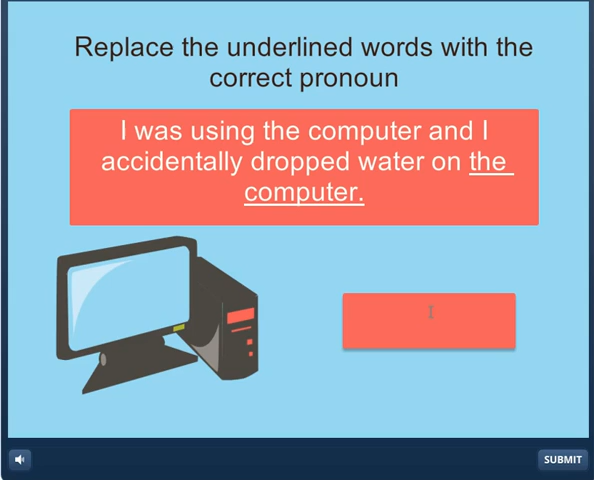 Replace the underlined words with the
correct pronoun
I was using the computer and I
accidentally dropped water on the
computer.
SUBMIT